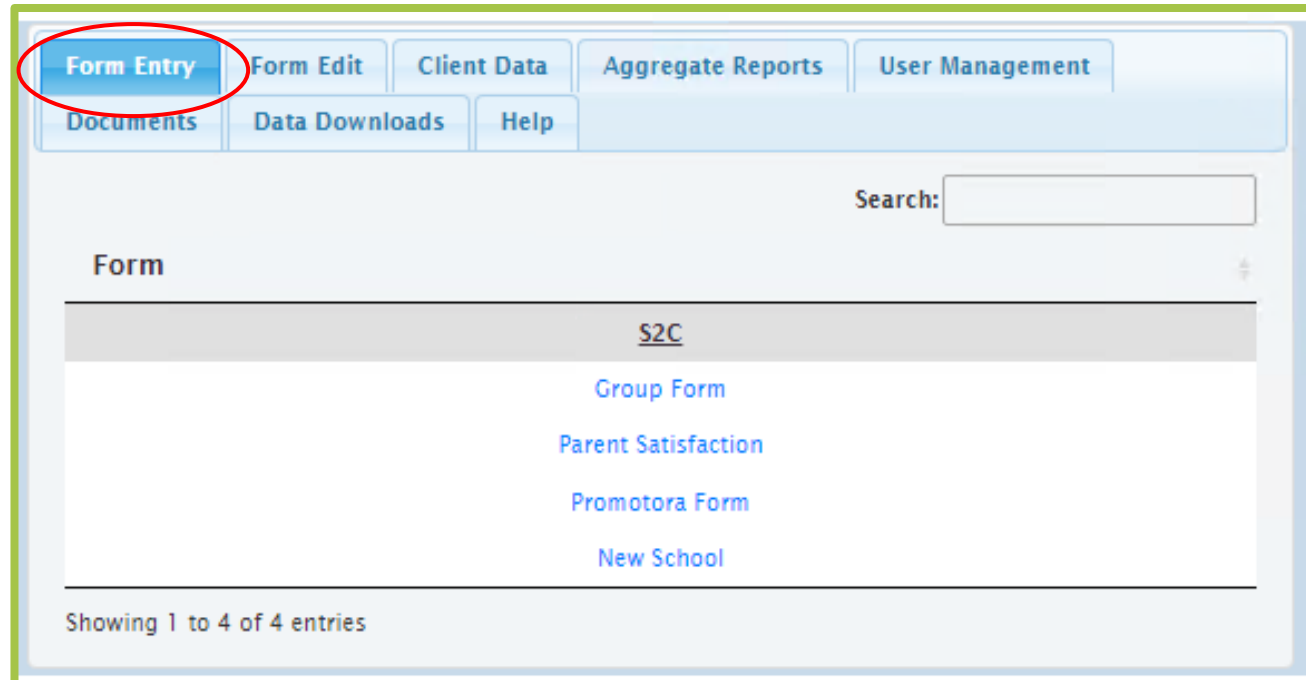 Form Entry Form Edit Client Data Aggregate Reports User Management
Documents Data Downloads Help
Search:
Form
S2C
Group Form
Parent Satisfaction
Promotora Form
New School
Showing 1 to 4 of 4 entries